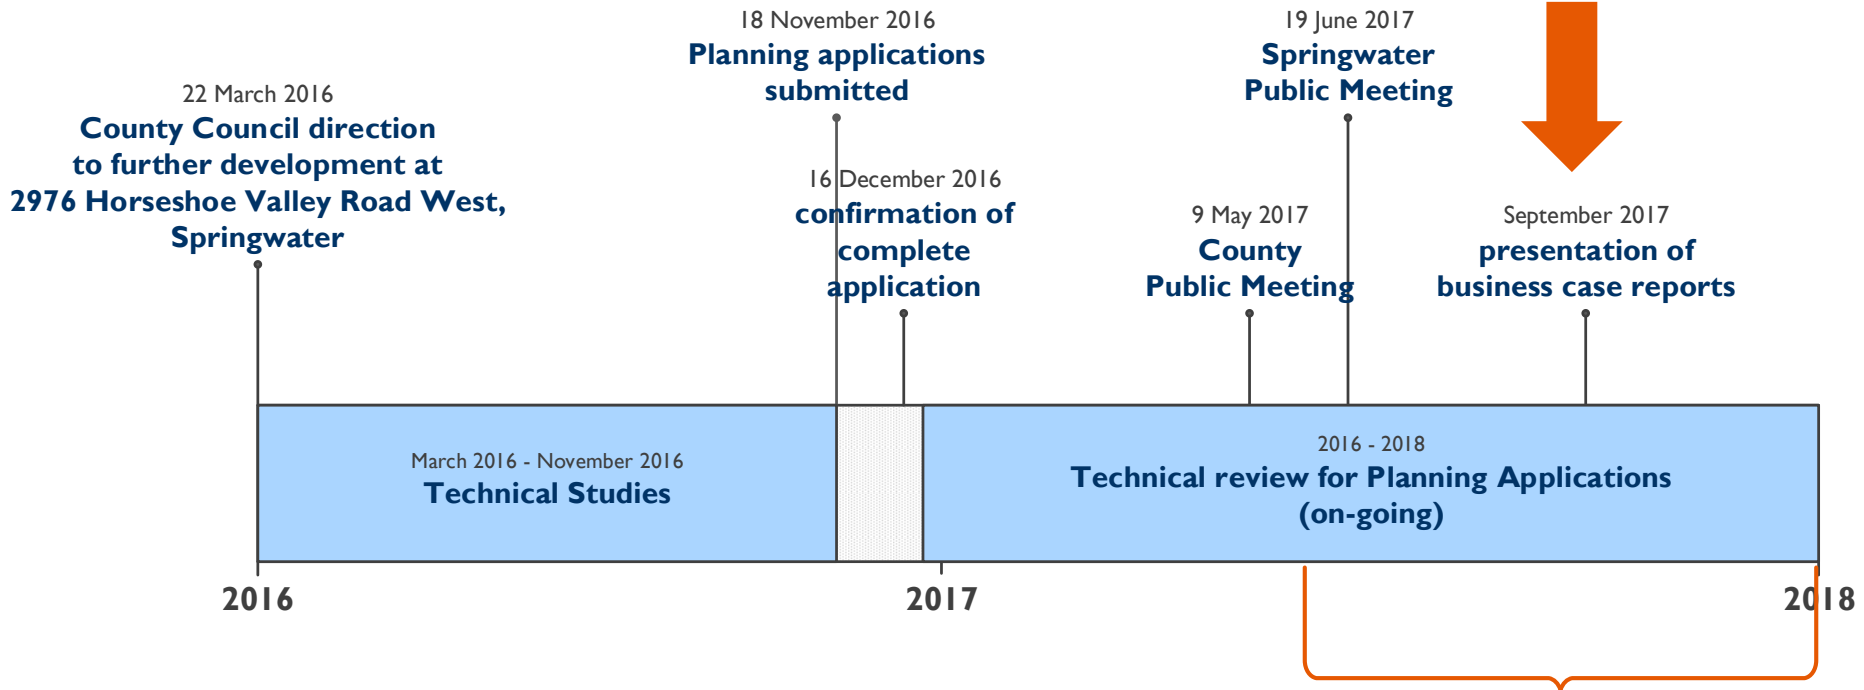 22 March 2016
County Council direction
to further development at
2976 Horseshoe Valley Road West,
Springwater
18 November 2016
Planning applications
submitted
16 December 2016
confirmation of
complete
application
9 May 2017
County
Public Meeting
19 June 2017
Springwater
Public Meeting
September 2017
presentation of
business case reports
March 2016 - November 2016
Technical Studies
2016 - 2018
Technical review for Planning Applications
(on-going)
2016
2017
2018